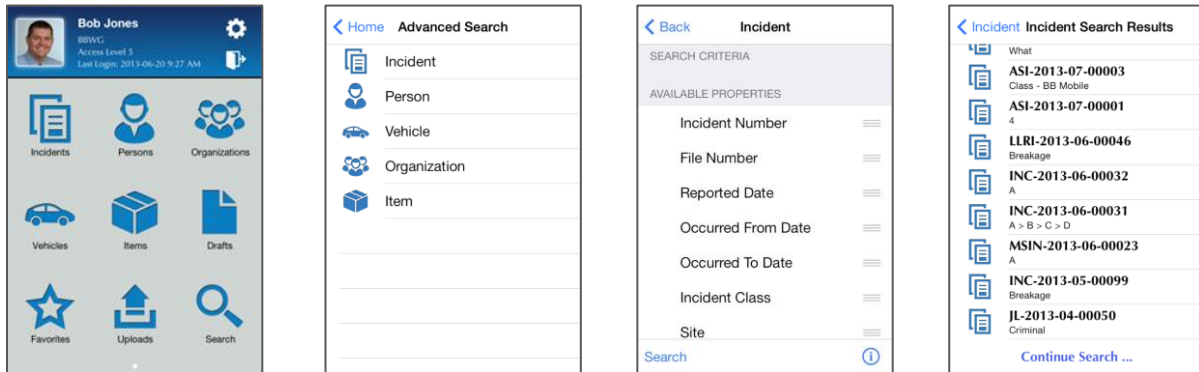 Bob Jones
BBWG
Access Level 5
Last Login: 2013-06-20 9:27 AM
Incidents
Persons
Organizations
Vehicles
Items
Drafts
Favorites
Uploads
Search
Home Advanced Search
Incident
Person
Vehicle
Organization
Item
Back Incident
SEARCH CRITERIA
AVAILABLE PROPERTIES
Incident Number
File Number
Reported Date
Occurred From Date
Occurred To Date
Incident Class
Site
Search
Incident Incident Search Results
What
ASI-2013-07-00003
Class - BB Mobile
ASI-2013-07-00001
4
LLRI-2013-06-00046
Breakage
INC-2013-06-00032
A
INC-2013-06-00031
A > B > C > D
MSIN-2013-06-00023
A
INC-2013-05-00099
Breakage
JL-2013-04-00050
Criminal
Continue Search ...